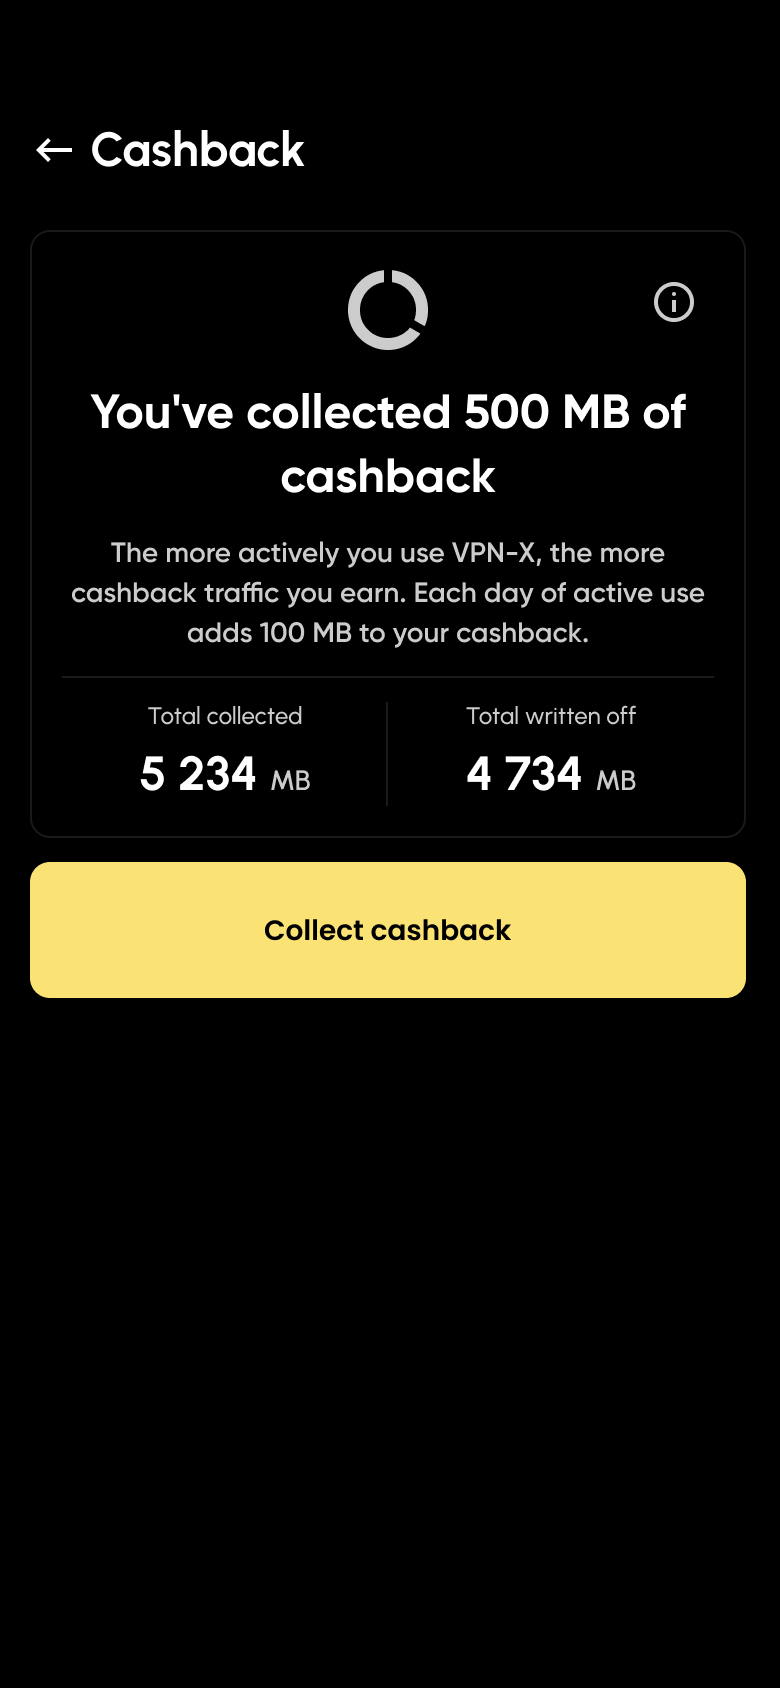 Cashback
You've collected 500 MB of
cashback
The more actively you use VPN-X, the more
cashback traffic you earn. Each day of active use
adds 100 MB to your cashback.
Total collected
5 234 MB
Total written off
4 734 MB
Collect cashback